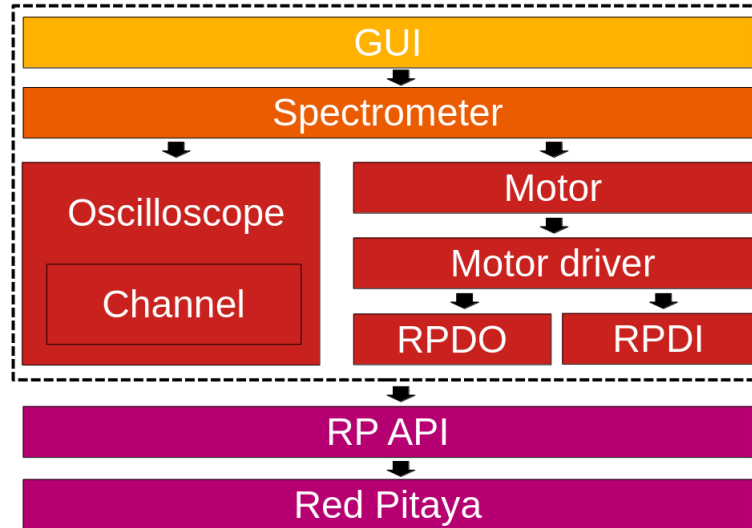 GUI
Spectrometer
Oscilloscope
Channel
Motor
Motor driver
RPDO
RPDI
RP API
Red Pitaya